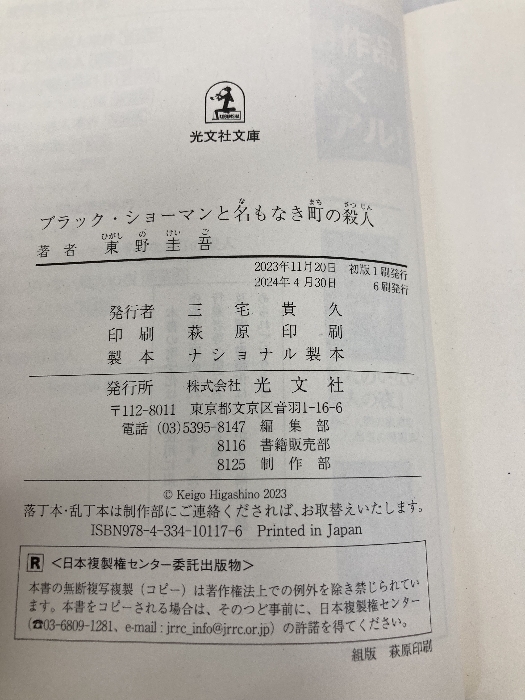 光文社文庫
ブラック・ショーマンと名もなき町の殺人
著者 東野圭吾
2023年11月20日 初版1刷発行
2024年4月30日 6刷発行
発行者 三宅貴久
印刷 萩原印刷
製本 ナショナル製本
発行所 株式会社 光文社
〒112-8011 東京都文京区音羽1-16-6
電話 (03)5395-8147 編集部
8116 書籍販売部
8125 制作部
© Keigo Higashino 2023
落丁本・乱丁本は制作部にご連絡くだされば、お取替えいたします。
ISBN978-4-334-10117-6 Printed in Japan
R <日本複製権センター委託出版物>
本書の無断複写複製(コピー)は著作権法上での例外を除き禁じられてい
ます。本書をコピーされる場合は、そのつど事前に、日本複製権センター
(☎03-6809-1281、e-mail : jrrc_info@jrrc.or.jp) の許諾を得てください。
組版 萩原印刷